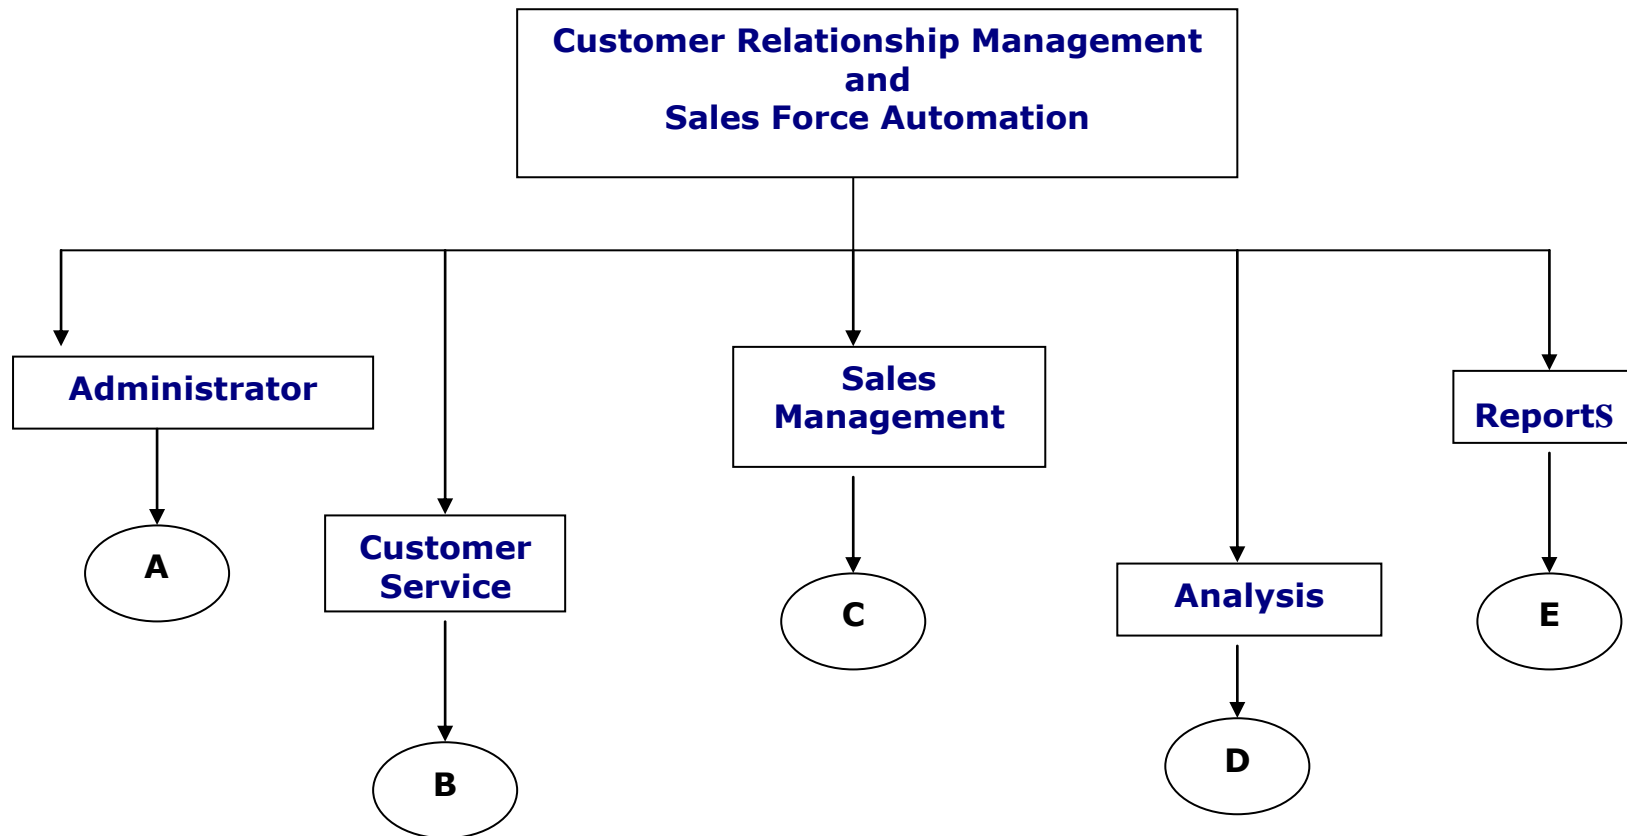 Customer Relationship Management
and
Sales Force Automation
Administrator
Sales
Management
ReportS
A
Customer
Service
C
Analysis
E
B
D